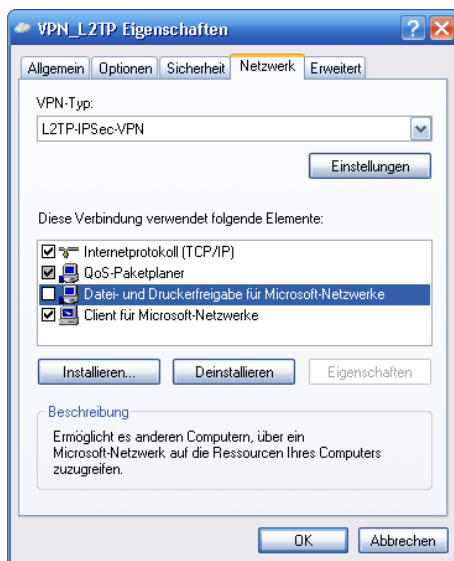 VPN_L2TP Eigenschaften
Allgemein Optionen Sicherheit Netzwerk Erweitert
VPN-Typ:
L2TP-IPSec-VPN
Einstellungen
Diese Verbindung verwendet folgende Elemente:
Internetprotokoll (TCP/IP)
QoS-Paketplaner
Datei- und Druckerfreigabe für Microsoft-Netzwerke
Client für Microsoft-Netzwerke
Installieren... Deinstallieren Eigenschaften
Beschreibung
Ermöglicht es anderen Computern, über ein
Microsoft-Netzwerk auf die Ressourcen Ihres Computers
zuzugreifen.
OK Abbrechen